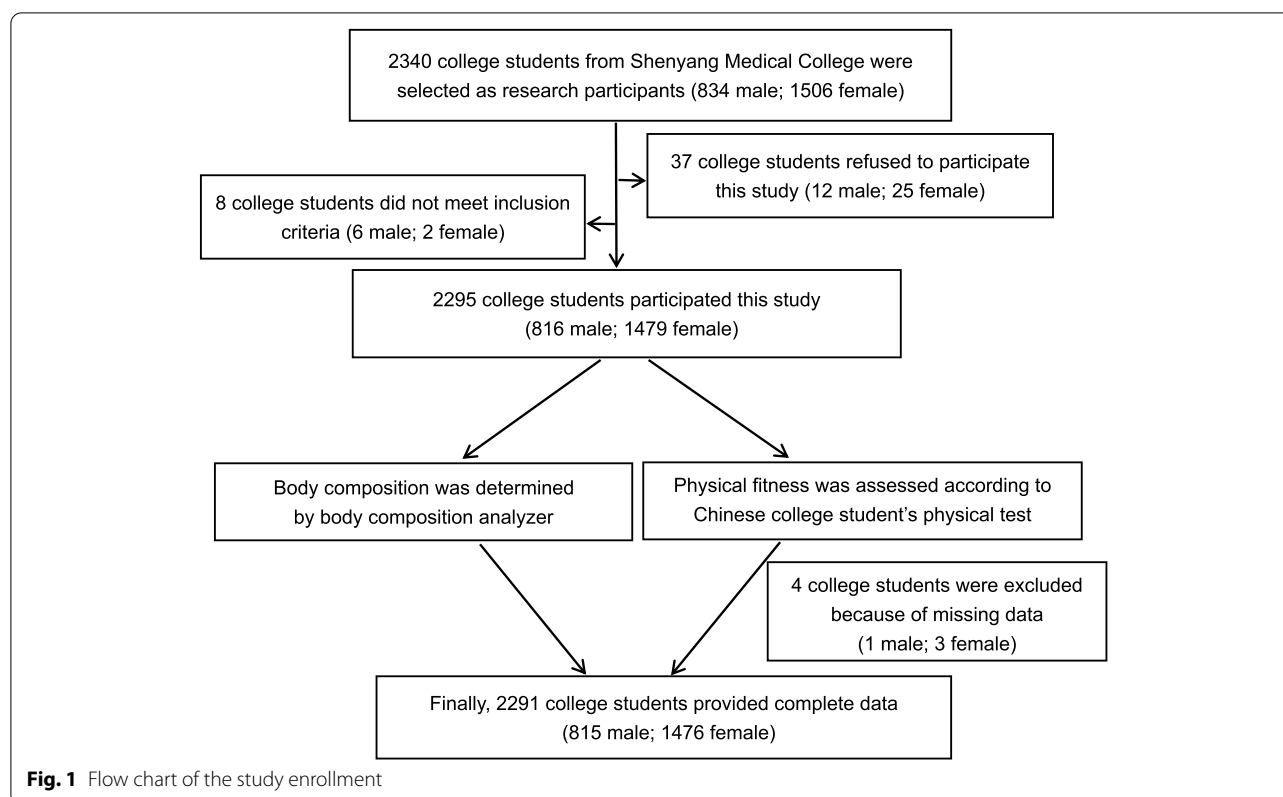 2340 college students from Shenyang Medical College were
selected as research participants (834 male; 1506 female)
37 college students refused to participate
this study (12 male; 25 female)
8 college students did not meet inclusion
criteria (6 male; 2 female)
2295 college students participated this study
(816 male; 1479 female)
Body composition was determined
by body composition analyzer
Physical fitness was assessed according to
Chinese college student's physical test
4 college students were excluded
because of missing data
(1 male; 3 female)
Finally, 2291 college students provided complete data
(815 male; 1476 female)
Fig. 1 Flow chart of the study enrollment